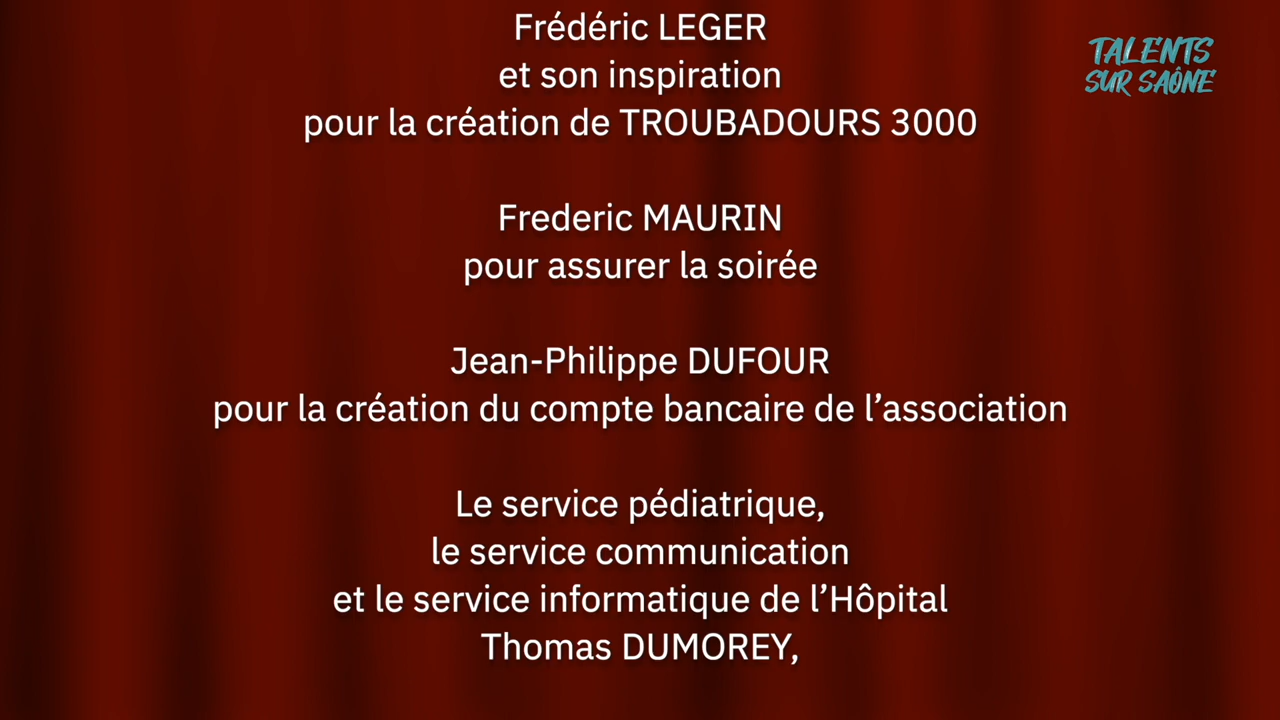 Frédéric LEGER
et son inspiration
pour la création de TROUBADOURS 3000
Frederic MAURIN
pour assurer la soirée
Jean-Philippe DUFOUR
pour la création du compte bancaire de l’association
Le service pédiatrique,
le service communication
et le service informatique de l’Hôpital
Thomas DUMOREY,
TALENTS
SUR SAÔNE